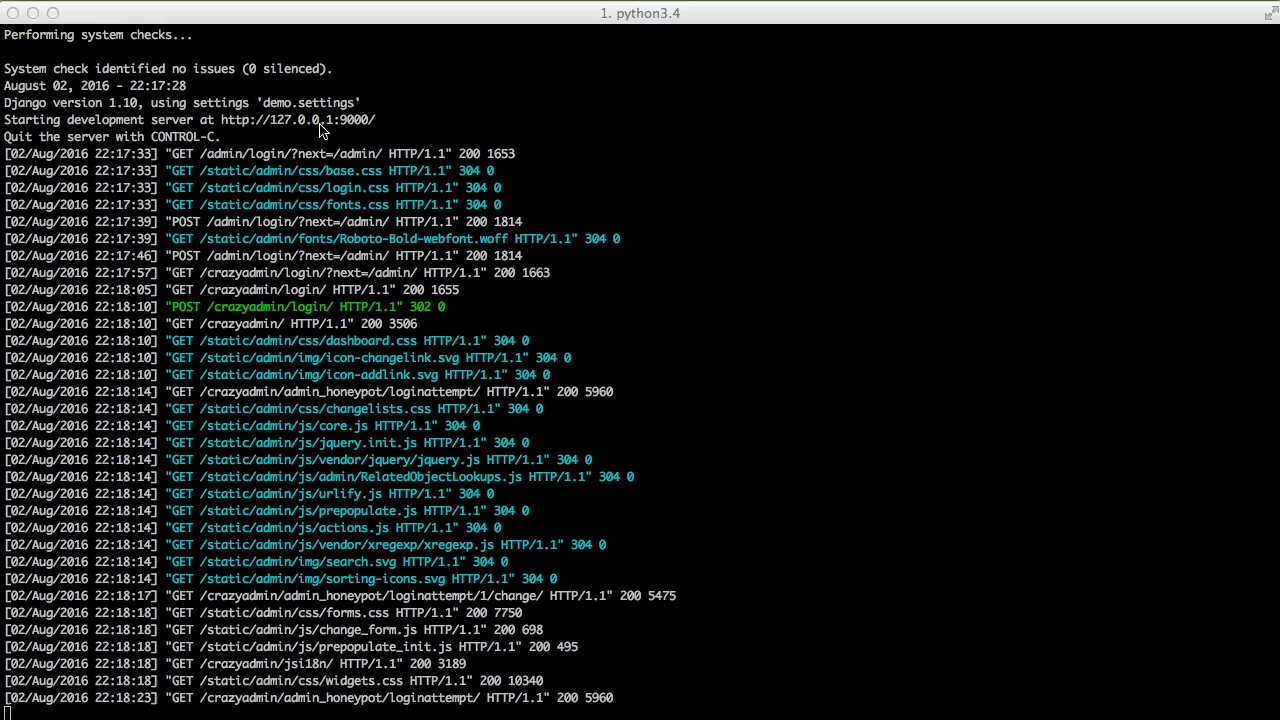 1. python3.4
Performing system checks...
System check identified no issues (0 silenced).
August 02, 2016 - 22:17:28
Django version 1.10, using settings 'demo.settings'
Starting development server at http://127.0.0.1:9000/
Quit the server with CONTROL-C.
[02/Aug/2016 22:17:33] "GET /admin/login/?next=/admin/ HTTP/1.1" 200 1653
[02/Aug/2016 22:17:33] "GET /static/admin/css/base.css HTTP/1.1" 304 0
[02/Aug/2016 22:17:33] "GET /static/admin/css/login.css HTTP/1.1" 304 0
[02/Aug/2016 22:17:33] "GET /static/admin/css/fonts.css HTTP/1.1" 304 0
[02/Aug/2016 22:17:39] "POST /admin/login/?next=/admin/ HTTP/1.1" 200 1814
[02/Aug/2016 22:17:39] "GET /static/admin/fonts/Roboto-Bold-webfont.woff HTTP/1.1" 304 0
[02/Aug/2016 22:17:46] "POST /admin/login/?next=/admin/ HTTP/1.1" 200 1814
[02/Aug/2016 22:17:57] "GET /crazyadmin/login/?next=/admin/ HTTP/1.1" 200 1663
[02/Aug/2016 22:18:05] "GET /crazyadmin/login/ HTTP/1.1" 200 1655
[02/Aug/2016 22:18:10] "POST /crazyadmin/login/ HTTP/1.1" 302 0
[02/Aug/2016 22:18:10] "GET /crazyadmin/ HTTP/1.1" 200 3506
[02/Aug/2016 22:18:10] "GET /static/admin/css/dashboard.css HTTP/1.1" 304 0
[02/Aug/2016 22:18:10] "GET /static/admin/img/icon-changelink.svg HTTP/1.1" 304 0
[02/Aug/2016 22:18:10] "GET /static/admin/img/icon-addlink.svg HTTP/1.1" 304 0
[02/Aug/2016 22:18:14] "GET /crazyadmin/admin_honeypot/loginattempt/ HTTP/1.1" 200 5960
[02/Aug/2016 22:18:14] "GET /static/admin/css/changelists.css HTTP/1.1" 304 0
[02/Aug/2016 22:18:14] "GET /static/admin/js/core.js HTTP/1.1" 304 0
[02/Aug/2016 22:18:14] "GET /static/admin/js/jquery.init.js HTTP/1.1" 304 0
[02/Aug/2016 22:18:14] "GET /static/admin/js/vendor/jquery/jquery.js HTTP/1.1" 304 0
[02/Aug/2016 22:18:14] "GET /static/admin/js/admin/RelatedObjectLookups.js HTTP/1.1" 304 0
[02/Aug/2016 22:18:14] "GET /static/admin/js/urlify.js HTTP/1.1" 304 0
[02/Aug/2016 22:18:14] "GET /static/admin/js/prepopulate.js HTTP/1.1" 304 0
[02/Aug/2016 22:18:14] "GET /static/admin/js/actions.js HTTP/1.1" 304 0
[02/Aug/2016 22:18:14] "GET /static/admin/js/vendor/xregexp/xregexp.js HTTP/1.1" 304 0
[02/Aug/2016 22:18:14] "GET /static/admin/img/search.svg HTTP/1.1" 304 0
[02/Aug/2016 22:18:14] "GET /static/admin/img/sorting-icons.svg HTTP/1.1" 304 0
[02/Aug/2016 22:18:17] "GET /crazyadmin/admin_honeypot/loginattempt/1/change/ HTTP/1.1" 200 5475
[02/Aug/2016 22:18:18] "GET /static/admin/css/forms.css HTTP/1.1" 200 7750
[02/Aug/2016 22:18:18] "GET /static/admin/js/change_form.js HTTP/1.1" 200 698
[02/Aug/2016 22:18:18] "GET /static/admin/js/prepopulate_init.js HTTP/1.1" 200 495
[02/Aug/2016 22:18:18] "GET /crazyadmin/jsi18n/ HTTP/1.1" 200 3189
[02/Aug/2016 22:18:18] "GET /static/admin/css/widgets.css HTTP/1.1" 200 10340
[02/Aug/2016 22:18:23] "GET /crazyadmin/admin_honeypot/loginattempt/ HTTP/1.1" 200 5960